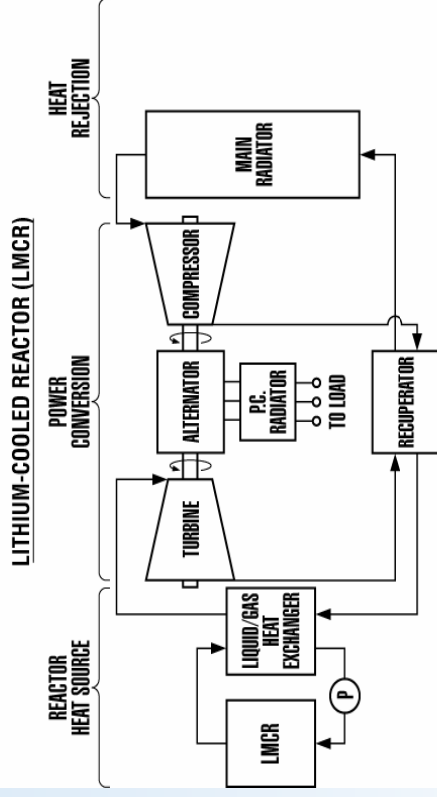 LITHIUM-COOLED REACTOR (LMCR)
REACTOR
HEAT SOURCE
POWER
CONVERSION
HEAT
REJECTION
TURBINE
ALTERNATOR
COMPRESSOR
MAIN
RADIATOR
LMCR
LIQUID/GAS
HEAT
EXCHANGER
P.C.
RADIATOR
TO LOAD
P
RECUPERATOR